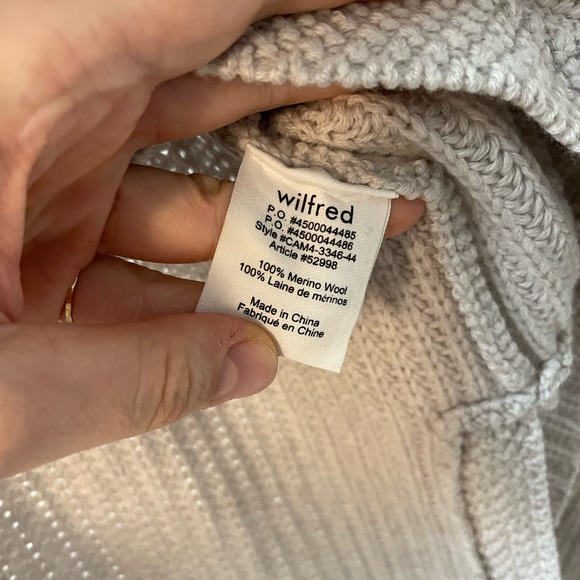 wilfred
P.O. #4500044485
P.O. #4500044486
Style #CAM4-3346-44
Article #52998
100% Merino Wool
100% Laine de mérinos
Made in China
Fabriqué en Chine